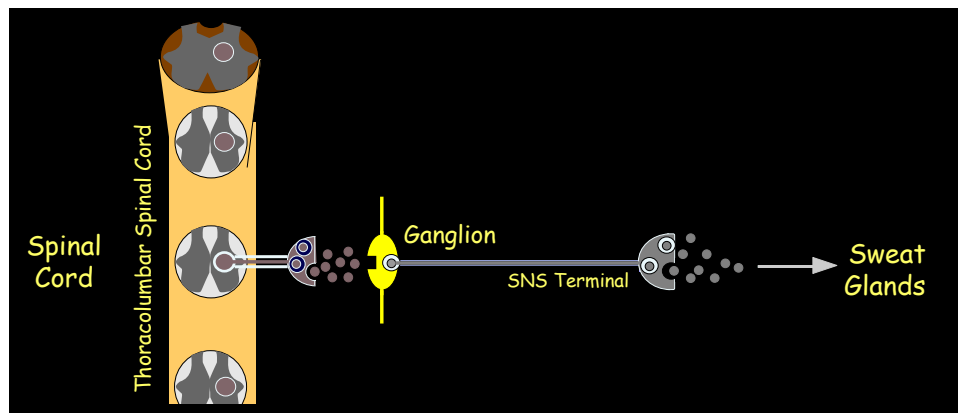 Spinal
Cord
Thoracolumbar Spinal Cord
Ganglion
SNS Terminal
Sweat
Glands